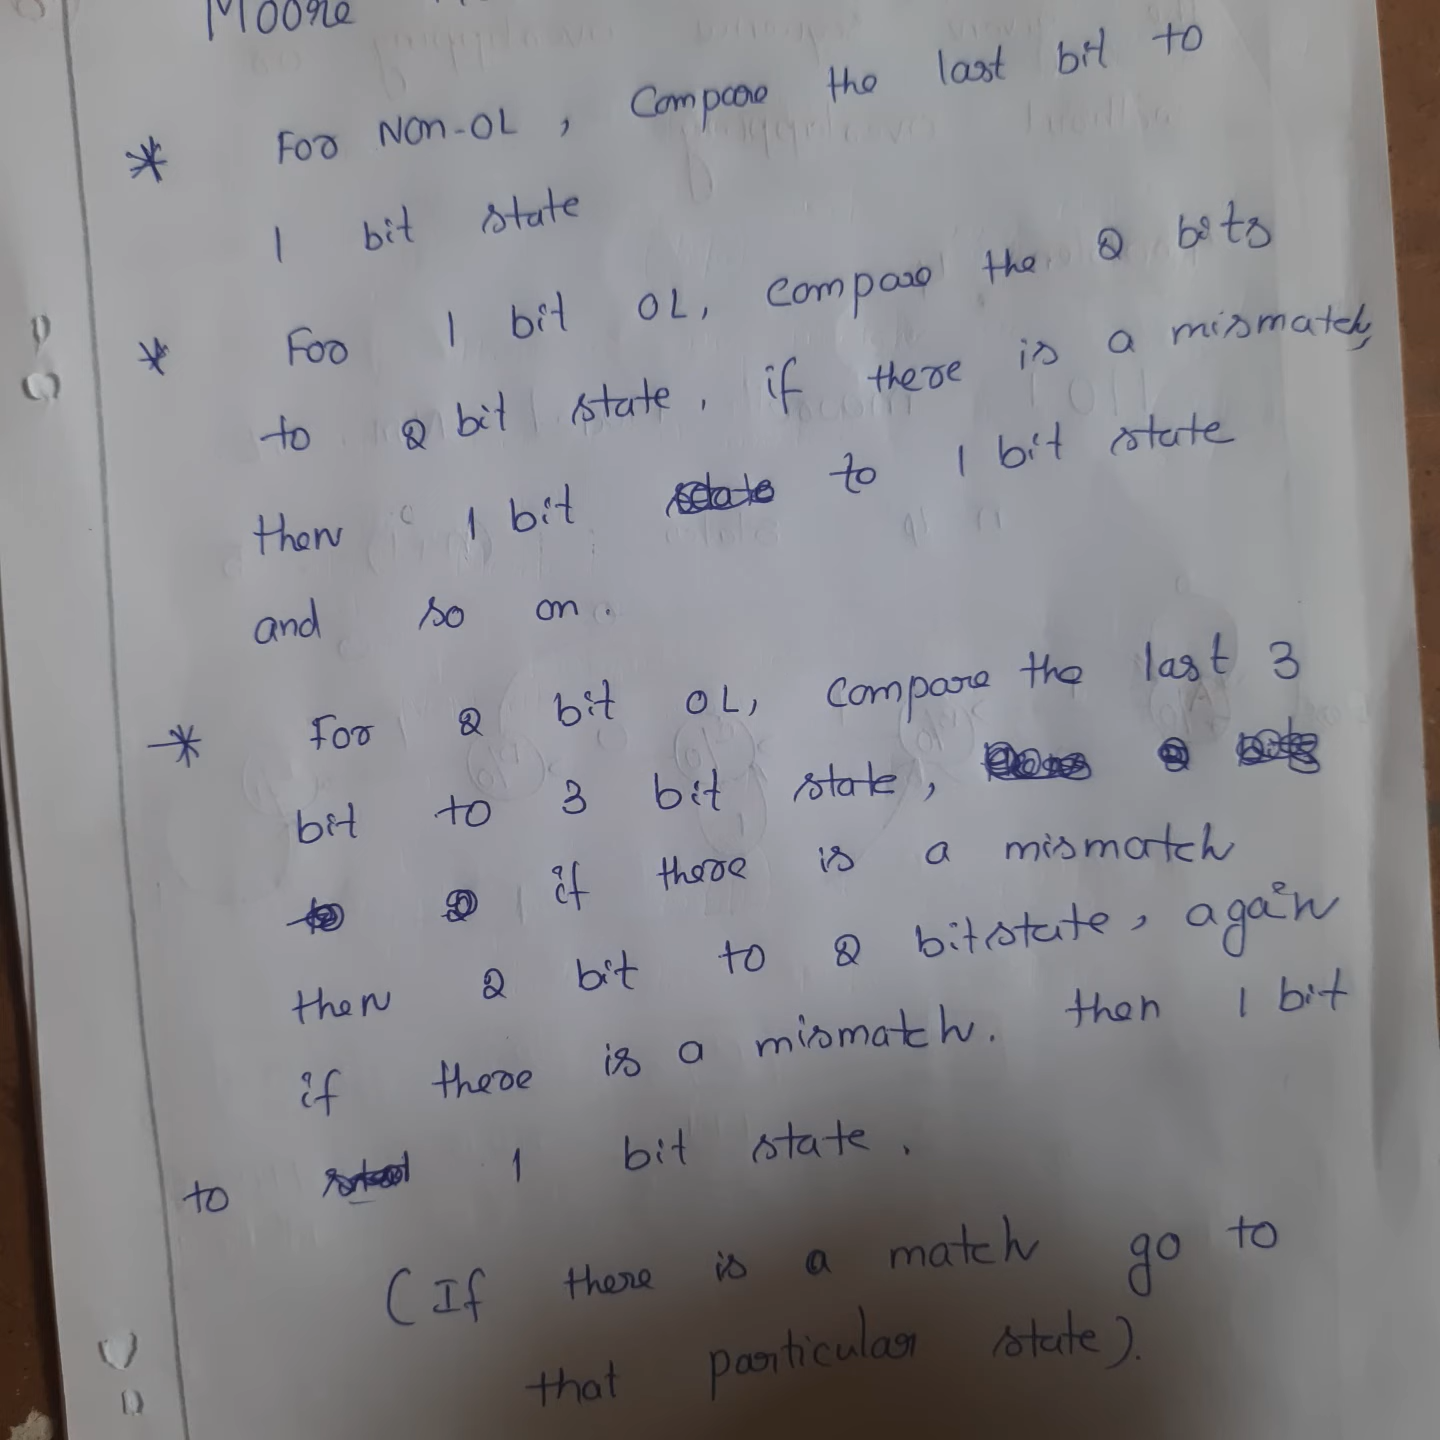 Moore
* For Non-OL, Compare the last bit to
1 bit state
* For 1 bit OL, compare the 2 bits
to 2 bit state, if there is a mismatch,
then 1 bit to 1 bit state
and so on.
* For 2 bit OL, compare the last 3
bit to 3 bit state,
if there is a mismatch
then 2 bit to 2 bit state, again
if there is a mismatch. then 1 bit
to 1 bit state.
(If there is a match go to
that particular state).